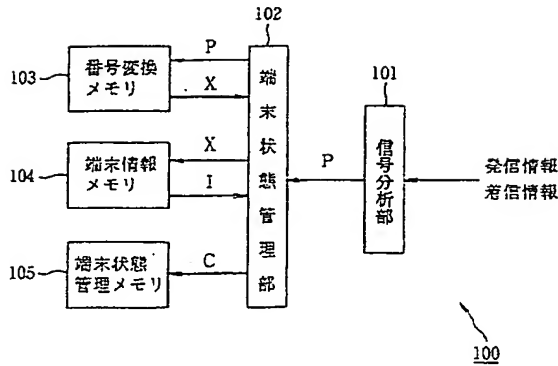 102
103
番号変換
メモリ
P
X
端末状態管理部
101
信号分析部
104
端末情報
メモリ
X
I
P
発信情報
着信情報
105
端末状態
管理メモリ
C
100